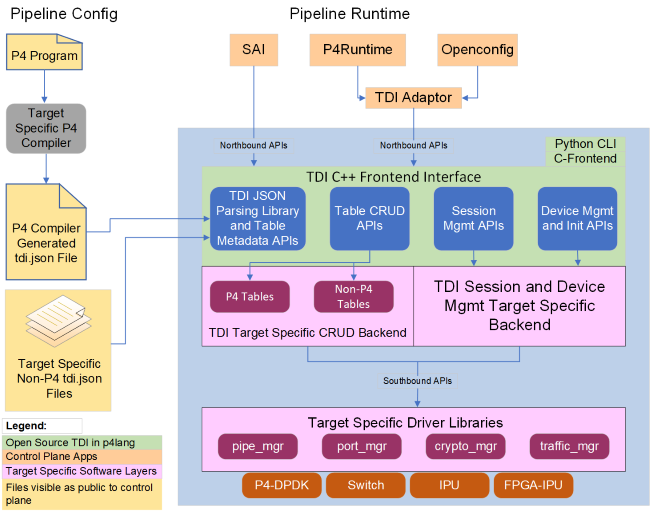 Pipeline Config
Pipeline Runtime
P4 Program
Target
Specific P4
Compiler
P4 Compiler
Generated
tdi.json File
Target Specific
Non-P4 tdi.json
Files
SAI
P4Runtime
Openconfig
TDI Adaptor
Northbound APIs
Northbound APIs
Python CLI
C-Frontend
TDI C++ Frontend Interface
TDI JSON
Parsing Library
and Table
Metadata APIs
Table CRUD
APIs
Session
Mgmt APIs
Device Mgmt
and Init APIs
P4 Tables
Non-P4
Tables
TDI Target Specific CRUD Backend
TDI Session and Device
Mgmt Target Specific
Backend
Southbound APIs
Target Specific Driver Libraries
pipe_mgr
port_mgr
crypto_mgr
traffic_mgr
P4-DPDK
Switch
IPU
FPGA-IPU
Legend:
Open Source TDI in p4lang
Control Plane Apps
Target Specific Software Layers
Files visible as public to control
plane